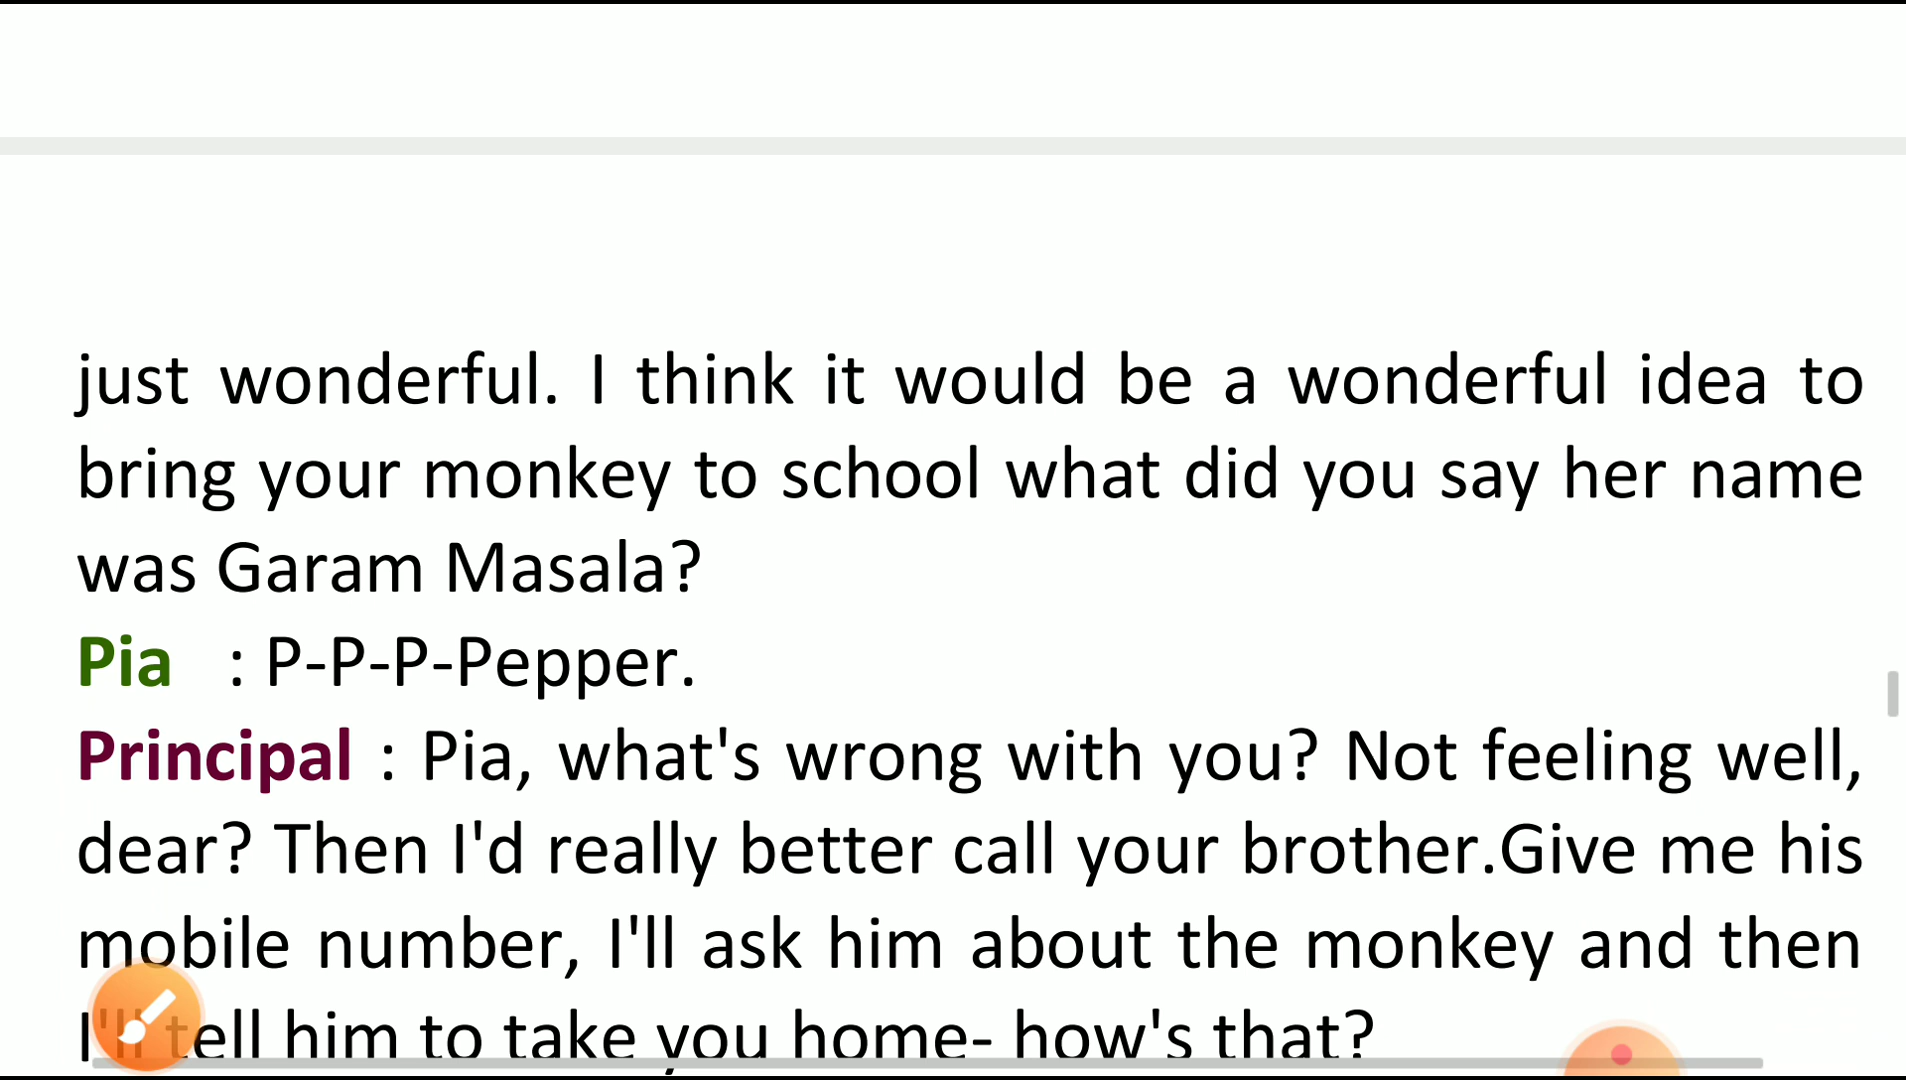 just wonderful. I think it would be a wonderful idea to
bring your monkey to school what did you say her name
was Garam Masala?
Pia : P-P-P-Pepper.
Principal : Pia, what's wrong with you? Not feeling well,
dear? Then I'd really better call your brother.Give me his
mobile number, I'll ask him about the monkey and then
I'll tell him to take you home- how's that?